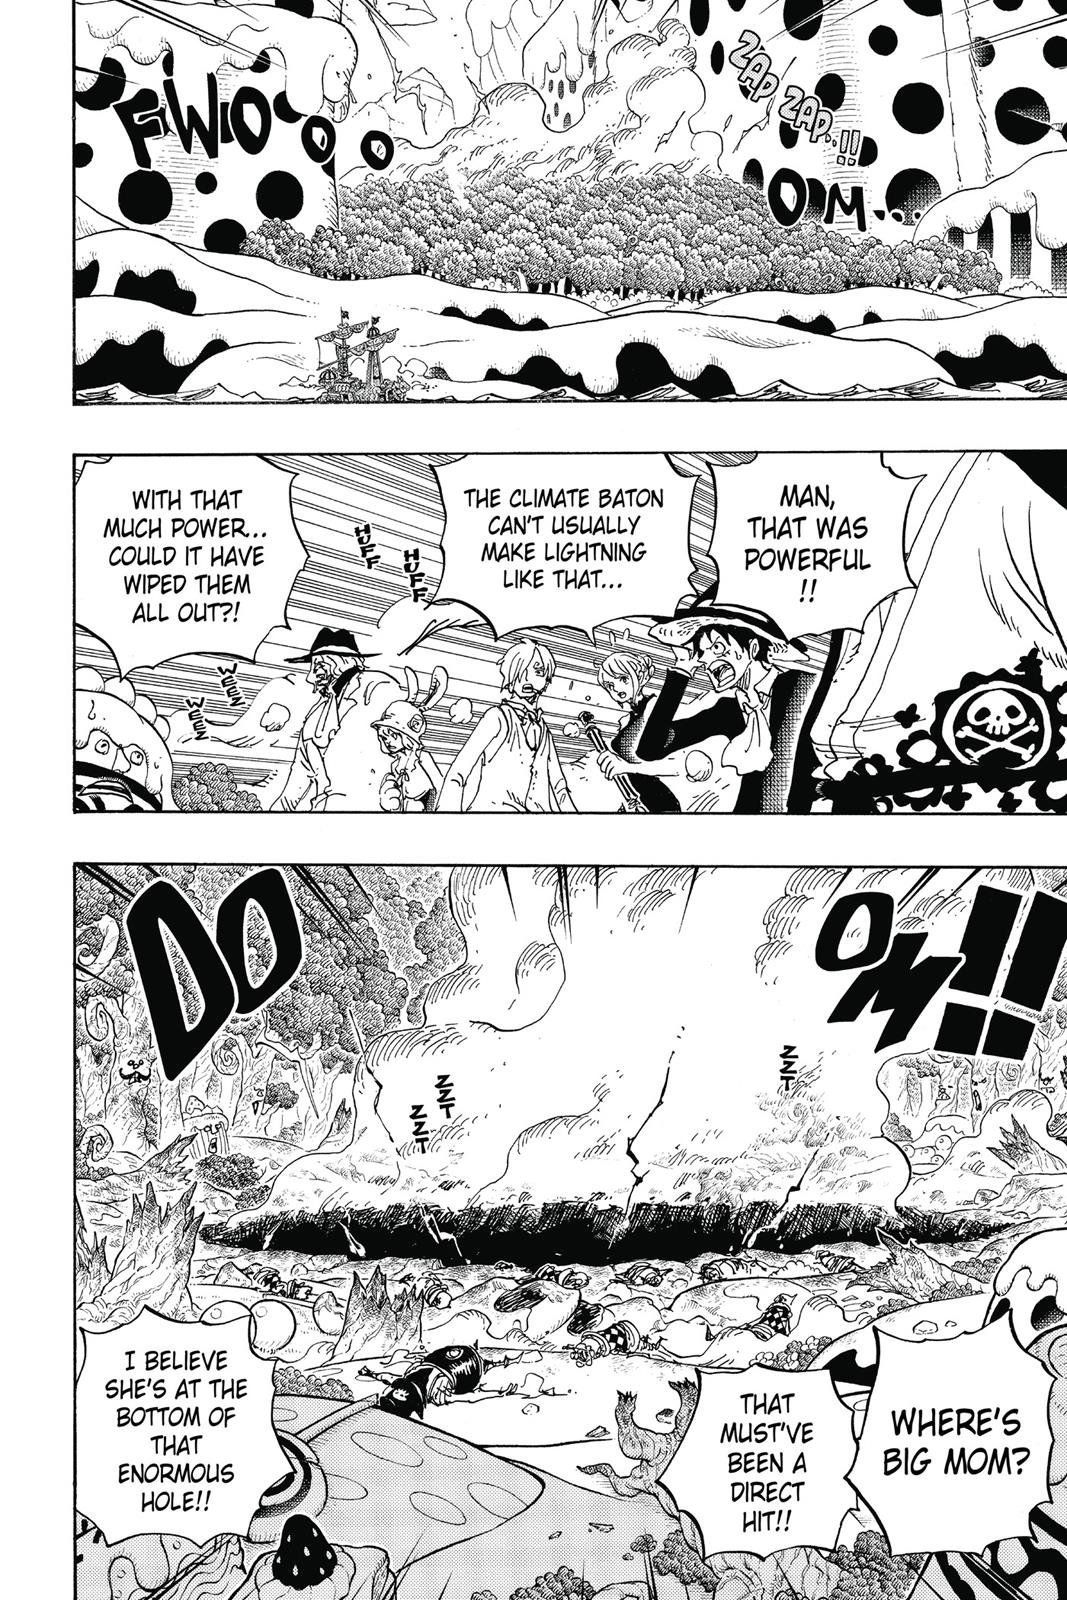 ZAP ZAP..!!
OM...
FWOOOO
MAN,
THAT WAS
POWERFUL
!!
THE CLIMATE BATON
CAN'T USUALLY
MAKE LIGHTNING
LIKE THAT...
HUFF
HUFF
WITH THAT
MUCH POWER...
COULD IT HAVE
WIPED THEM
ALL OUT?!
WEEZ
WEEZ
DOOM!!
ZZT
ZZT
ZZT
WHERE'S
BIG MOM?
THAT
MUST'VE
BEEN A
DIRECT
HIT!!
I BELIEVE
SHE'S AT THE
BOTTOM OF
THAT
ENORMOUS
HOLE!!